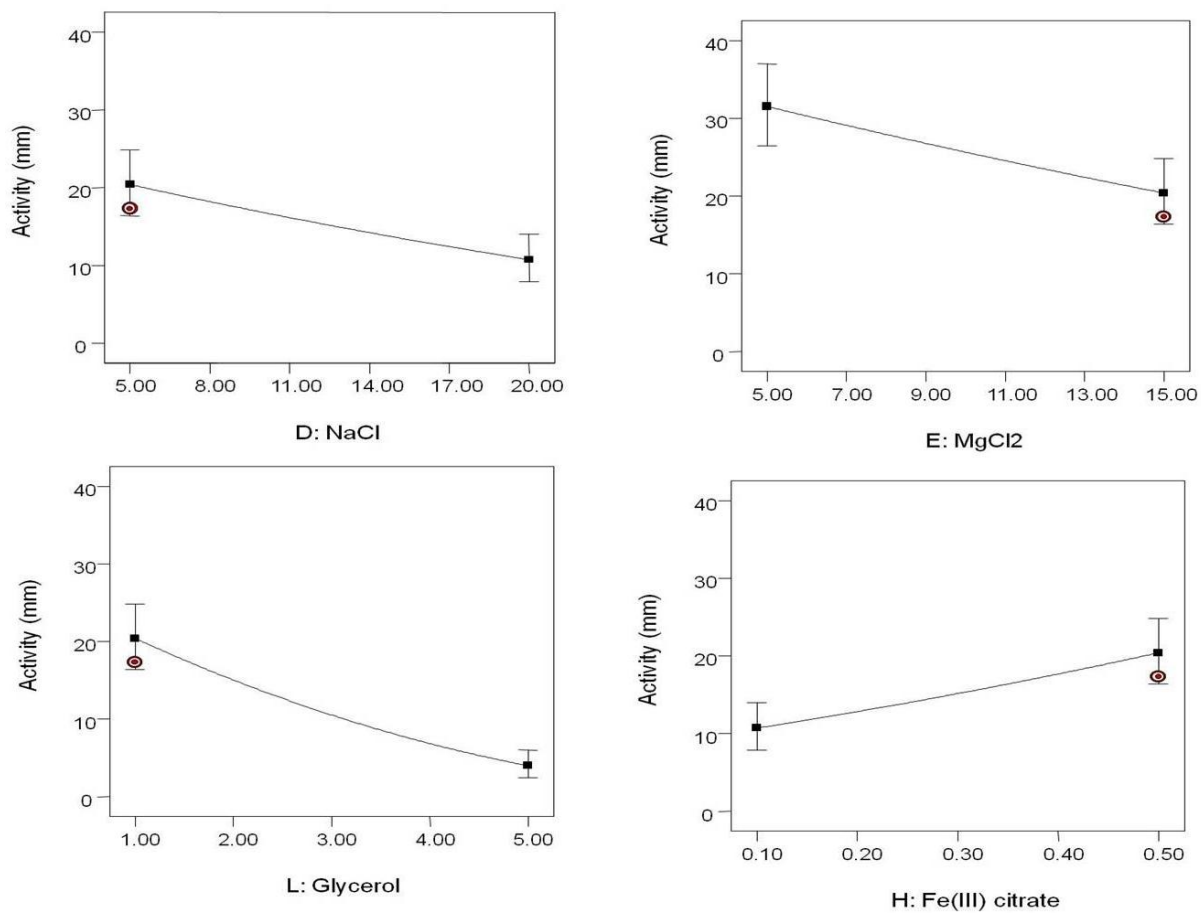 40
30
20
10
0
Activity (mm)
5.00 8.00 11.00 14.00 17.00 20.00
D: NaCl
40
30
20
10
0
Activity (mm)
5.00 7.00 9.00 11.00 13.00 15.00
E: MgCl2
40
30
20
10
0
Activity (mm)
1.00 2.00 3.00 4.00 5.00
L: Glycerol
40
30
20
10
0
Activity (mm)
0.10 0.20 0.30 0.40 0.50
H: Fe(III) citrate